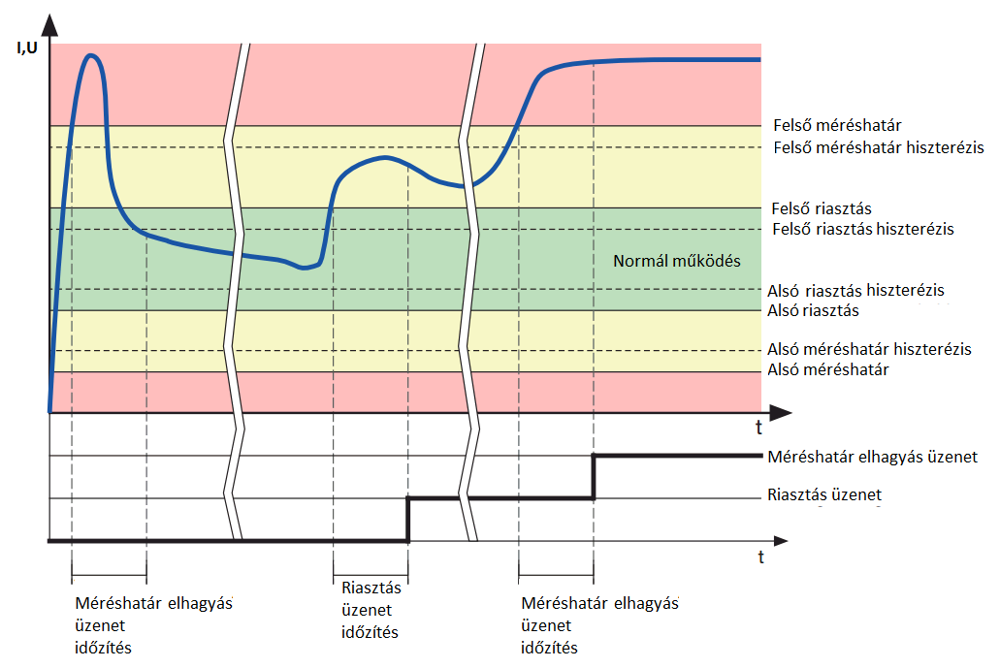 I,U
Felső méréshatár
Felső méréshatár hiszterézis
Felső riasztás
Felső riasztás hiszterézis
Normál működés
Alsó riasztás hiszterézis
Alsó riasztás
Alsó méréshatár hiszterézis
Alsó méréshatár
t
Méréshatár elhagyás üzenet
Riasztás üzenet
t
Méréshatár elhagyás
üzenet
időzítés
Riasztás
üzenet
időzítés
Méréshatár elhagyás
üzenet
időzítés